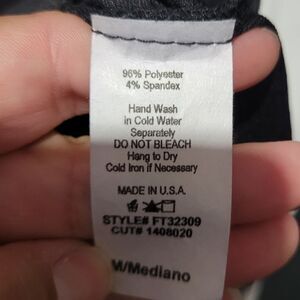 96% Polyester
4% Spandex
Hand Wash
in Cold Water
Separately
DO NOT BLEACH
Hang to Dry
Cold Iron if Necessary
MADE IN U.S.A.
STYLE# FT32309
CUT# 1408020
M/Mediano